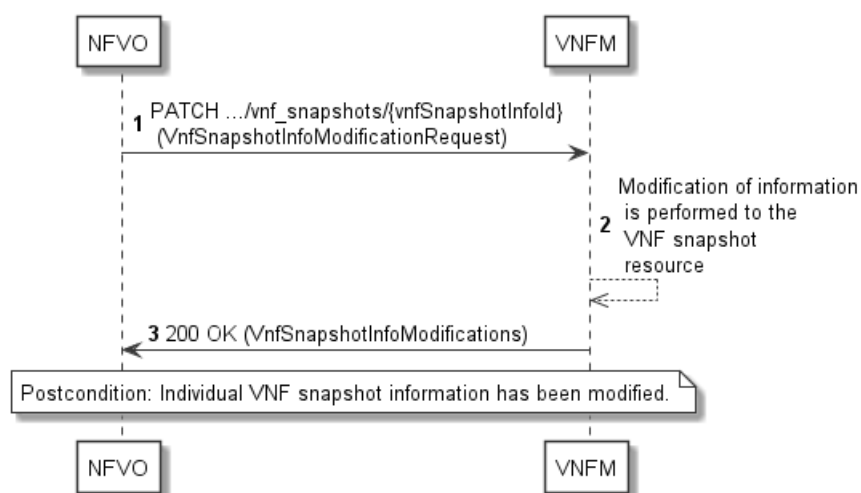 NFVO
VNFM
1 PATCH .../vnf_snapshots/{vnfSnapshotInfoId}
(VnfSnapshotInfoModificationRequest)
Modification of information
is performed to the
2 VNF snapshot
resource
3 200 OK (VnfSnapshotInfoModifications)
Postcondition: Individual VNF snapshot information has been modified.
NFVO
VNFM